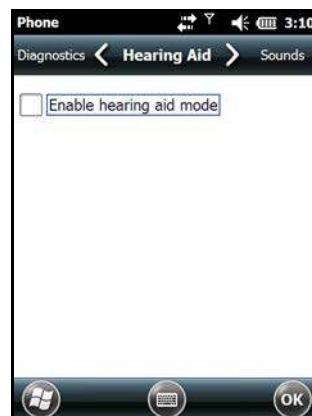 Phone 3:10
Diagnostics Hearing Aid Sounds
Enable hearing aid mode
OK